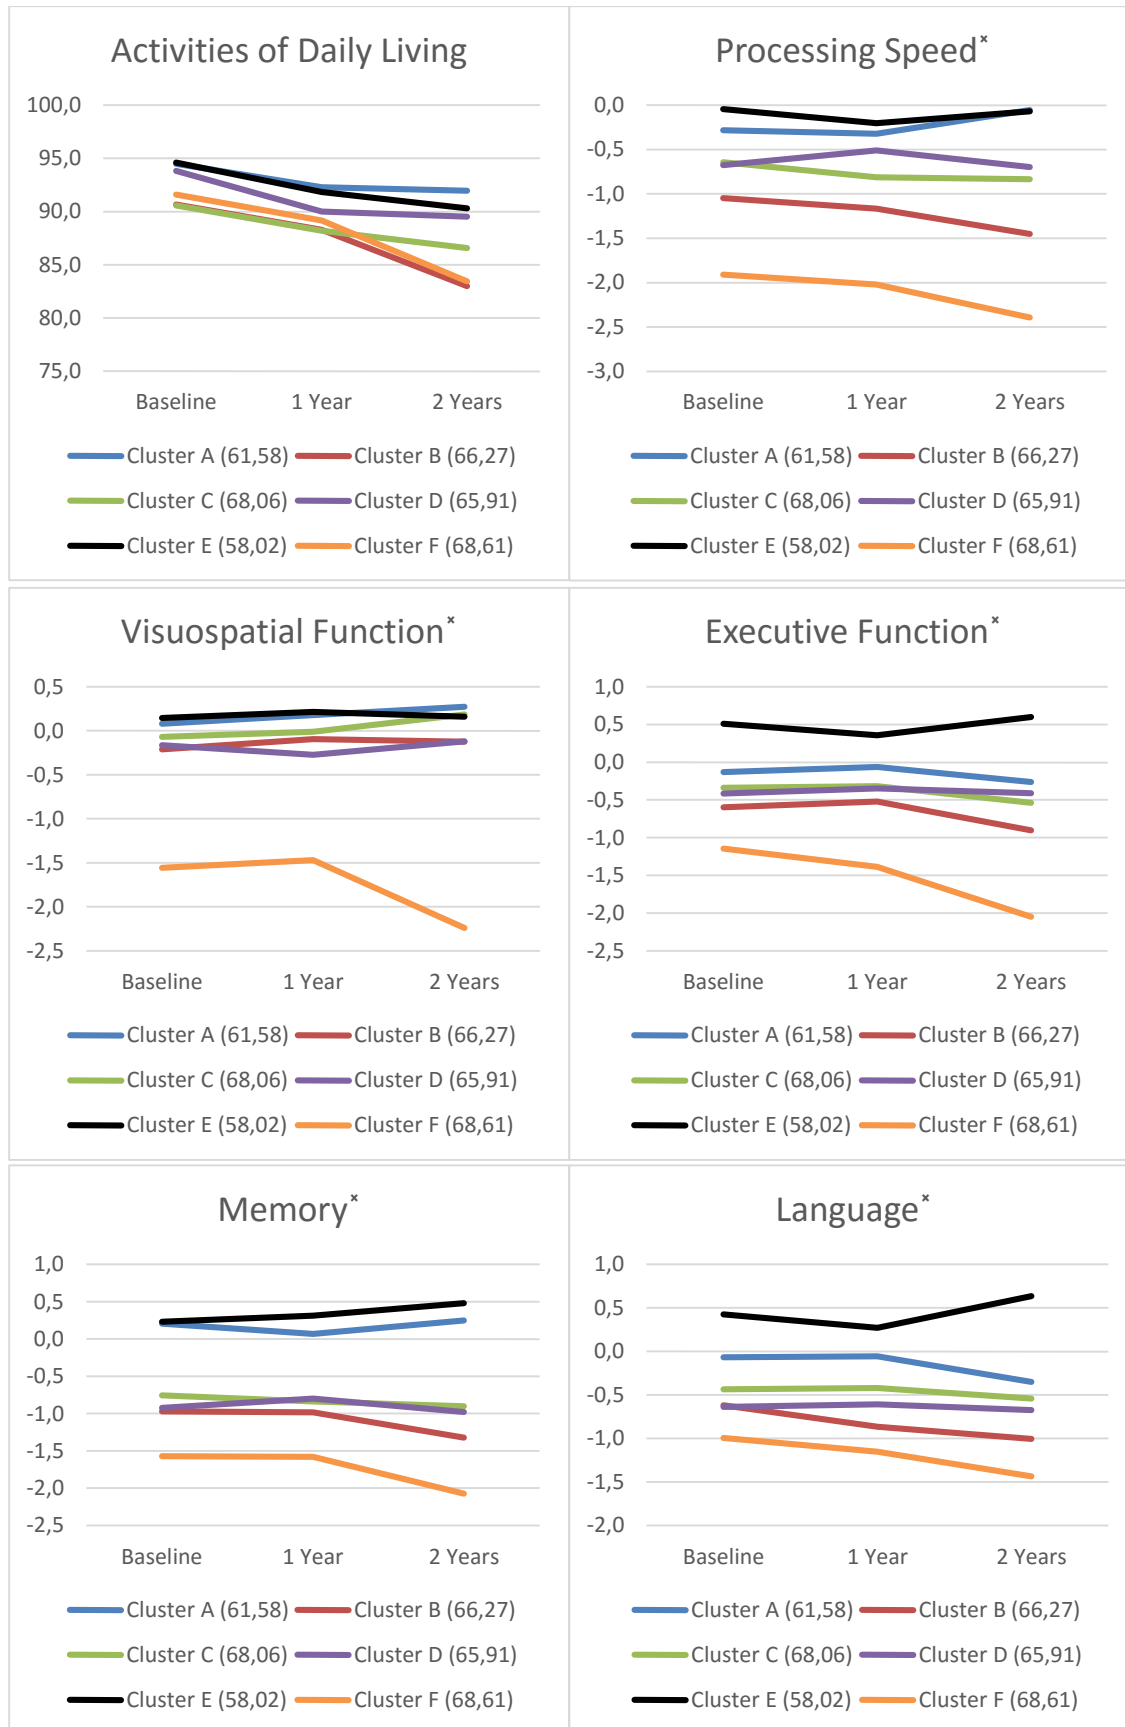 Activities of Daily Living
100,0
95,0
90,0
85,0
80,0
75,0
Baseline 1 Year 2 Years
Cluster A (61,58) Cluster B (66,27)
Cluster C (68,06) Cluster D (65,91)
Cluster E (58,02) Cluster F (68,61)
Processing Speed*
0,0
-0,5
-1,0
-1,5
-2,0
-2,5
-3,0
Baseline 1 Year 2 Years
Cluster A (61,58) Cluster B (66,27)
Cluster C (68,06) Cluster D (65,91)
Cluster E (58,02) Cluster F (68,61)
Visuospatial Function*
0,5
0,0
-0,5
-1,0
-1,5
-2,0
-2,5
Baseline 1 Year 2 Years
Cluster A (61,58) Cluster B (66,27)
Cluster C (68,06) Cluster D (65,91)
Cluster E (58,02) Cluster F (68,61)
Executive Function*
1,0
0,5
0,0
-0,5
-1,0
-1,5
-2,0
-2,5
Baseline 1 Year 2 Years
Cluster A (61,58) Cluster B (66,27)
Cluster C (68,06) Cluster D (65,91)
Cluster E (58,02) Cluster F (68,61)
Memory*
1,0
0,5
0,0
-0,5
-1,0
-1,5
-2,0
-2,5
Baseline 1 Year 2 Years
Cluster A (61,58) Cluster B (66,27)
Cluster C (68,06) Cluster D (65,91)
Cluster E (58,02) Cluster F (68,61)
Language*
1,0
0,5
0,0
-0,5
-1,0
-1,5
-2,0
Baseline 1 Year 2 Years
Cluster A (61,58) Cluster B (66,27)
Cluster C (68,06) Cluster D (65,91)
Cluster E (58,02) Cluster F (68,61)